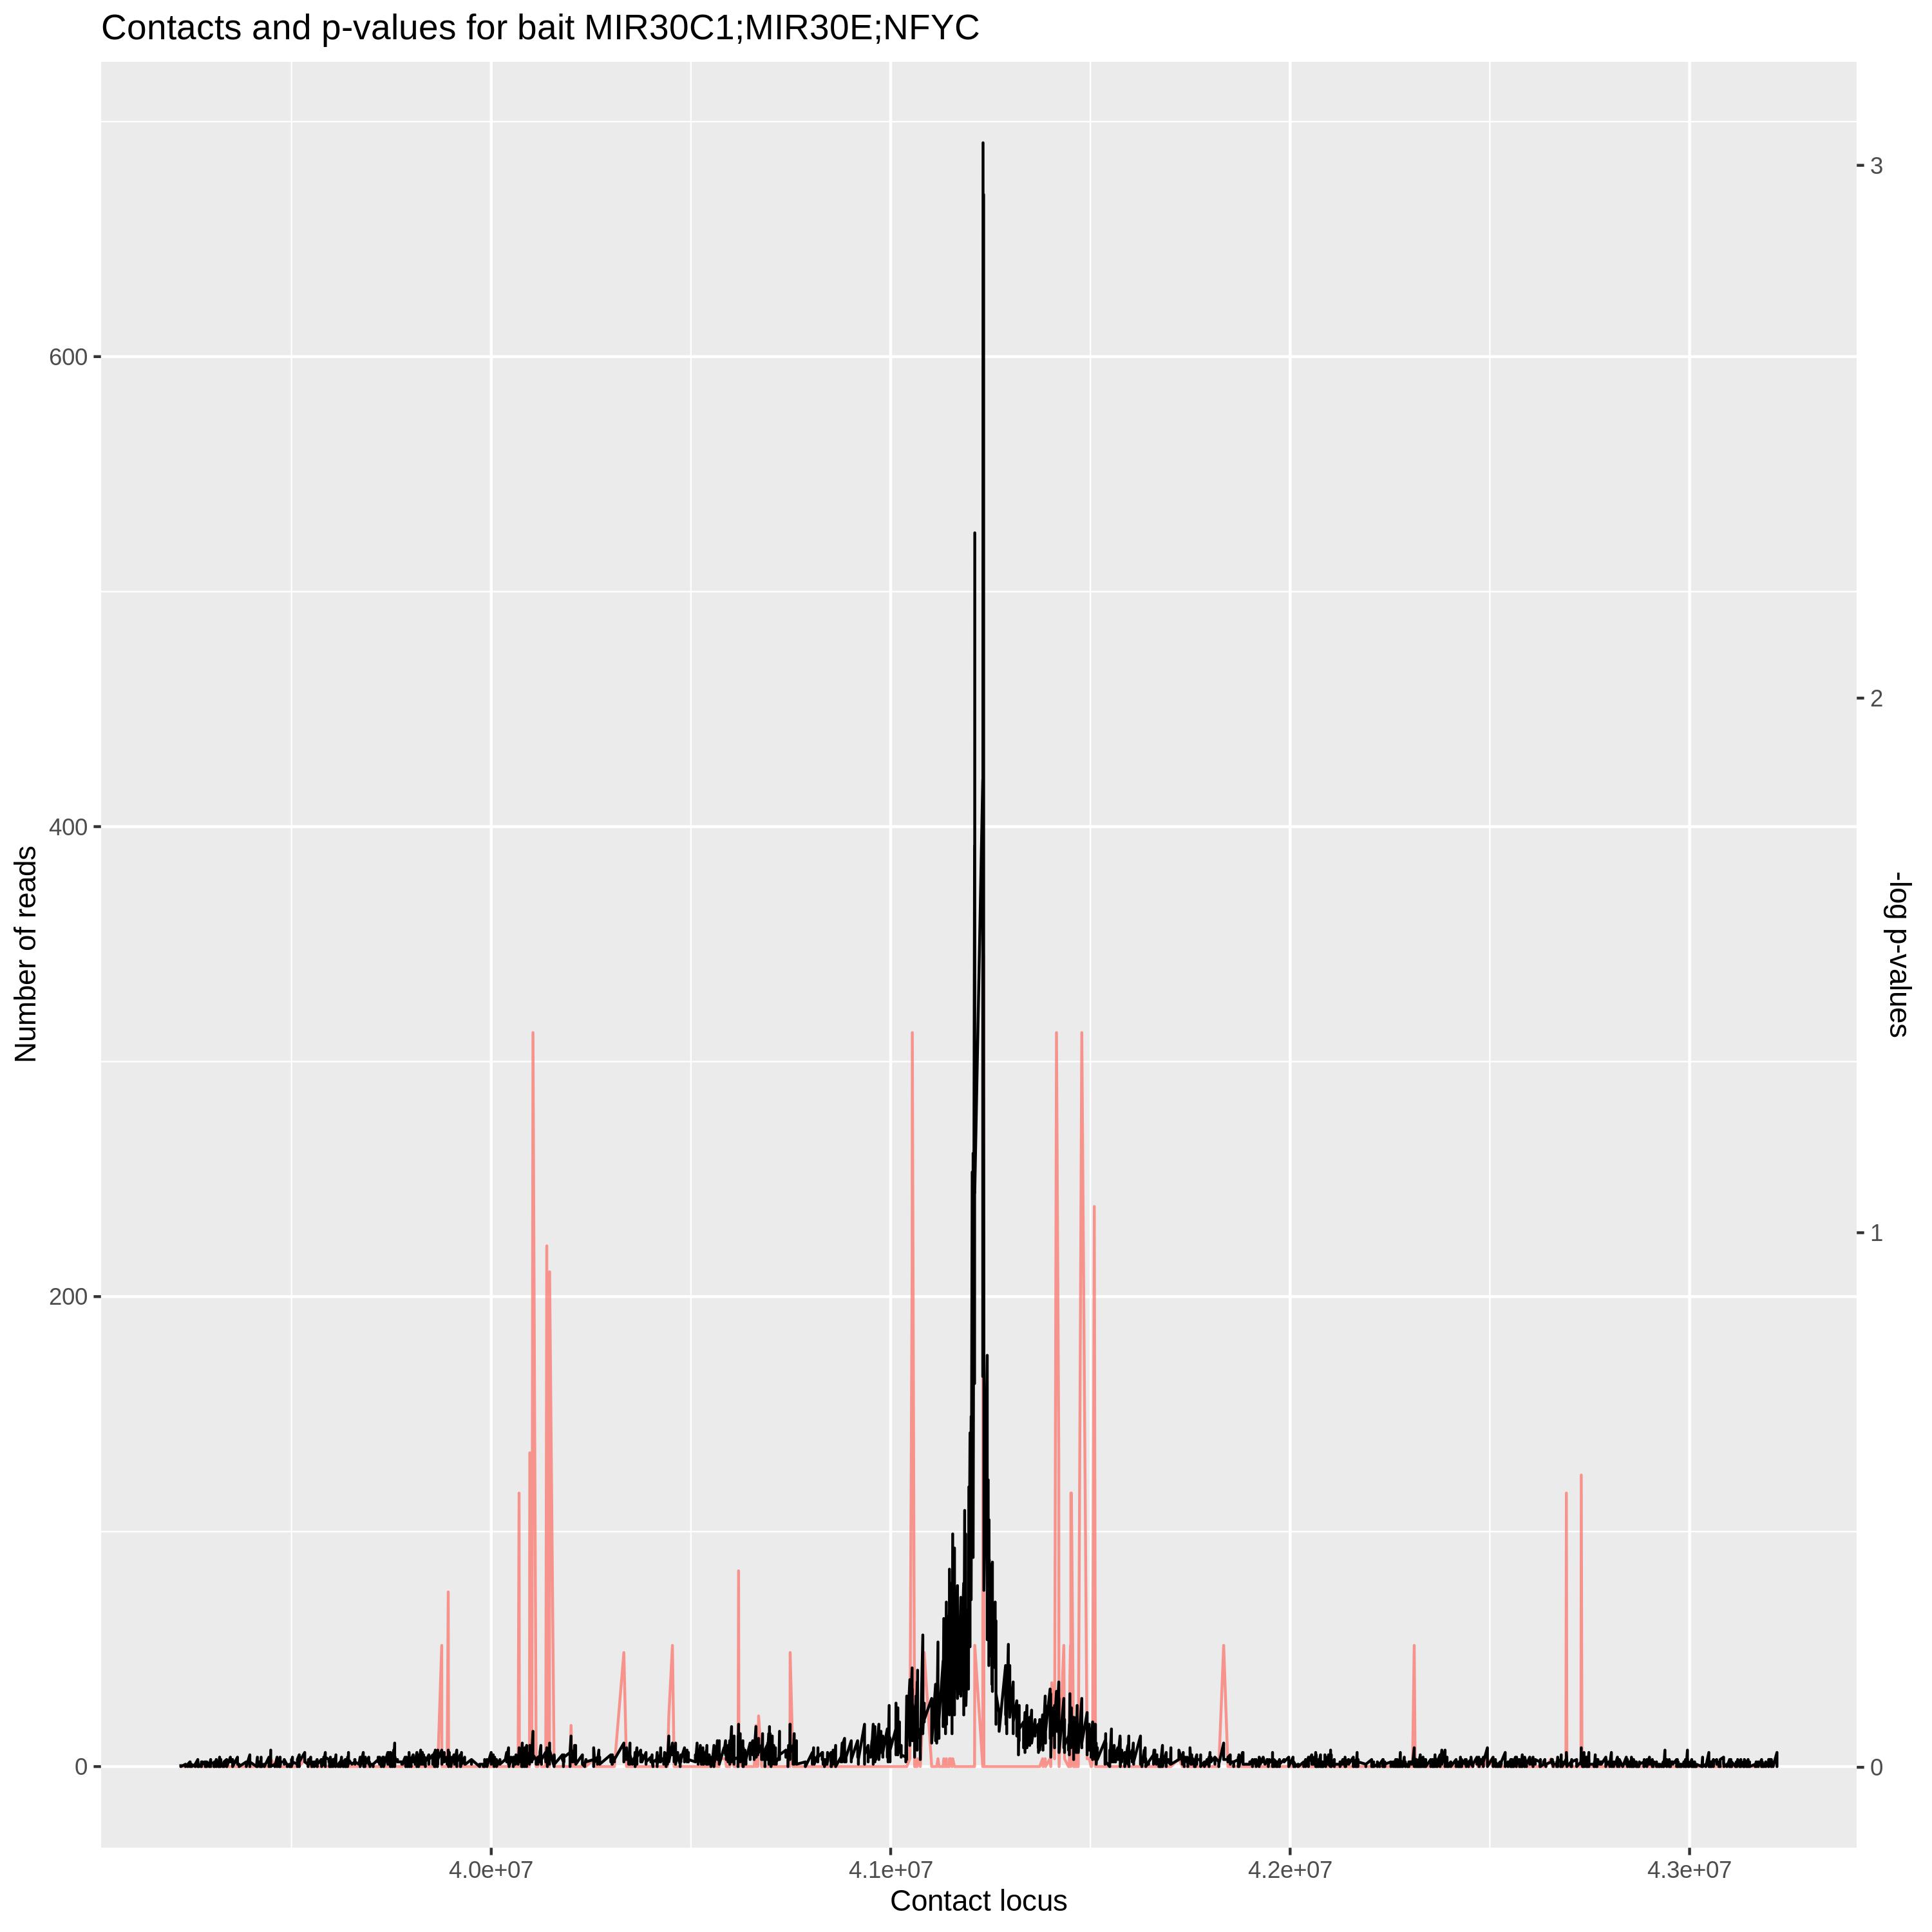 Contacts and p-values for bait MIR30C1;MIR30E;NFYC
600
400
200
0
Number of reads
3
2
1
0
-log p-values
4.0e+07
4.1e+07
4.2e+07
4.3e+07
Contact locus